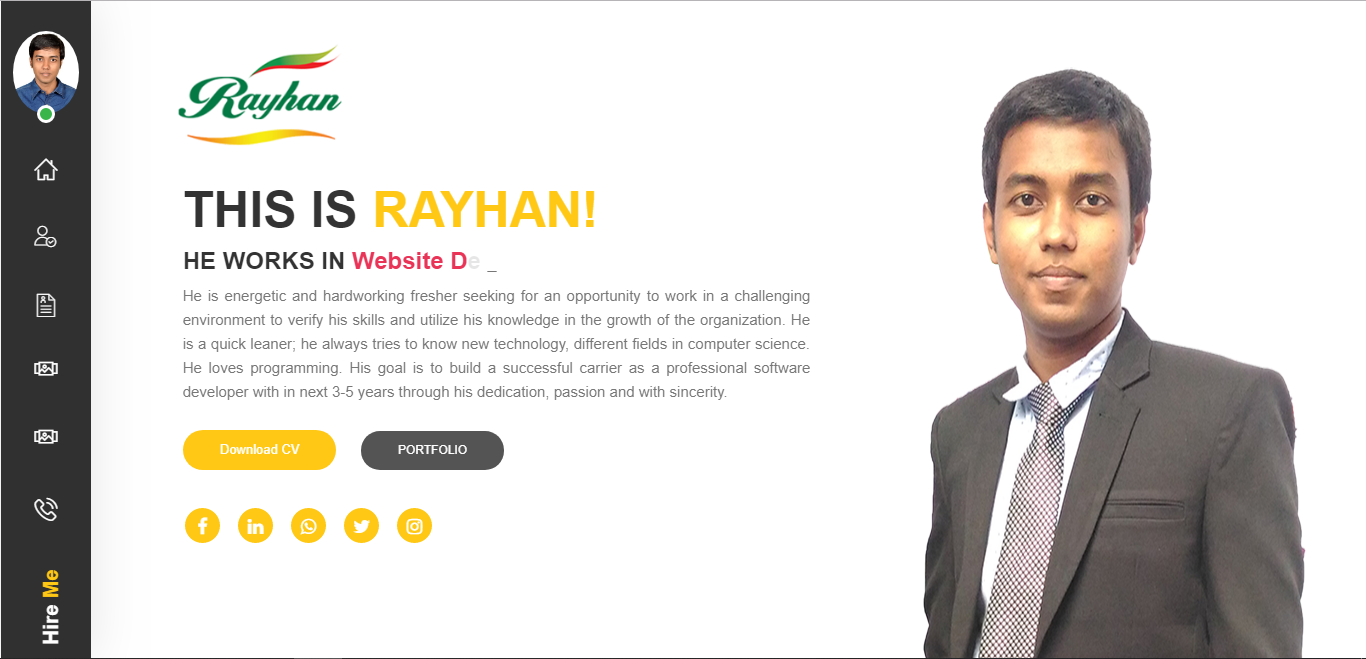 Rayhan
THIS IS RAYHAN!
HE WORKS IN Website De _
He is energetic and hardworking fresher seeking for an opportunity to work in a challenging
environment to verify his skills and utilize his knowledge in the growth of the organization. He
is a quick leaner; he always tries to know new technology, different fields in computer science.
He loves programming. His goal is to build a successful carrier as a professional software
developer with in next 3-5 years through his dedication, passion and with sincerity.
Download CV
PORTFOLIO
Hire Me